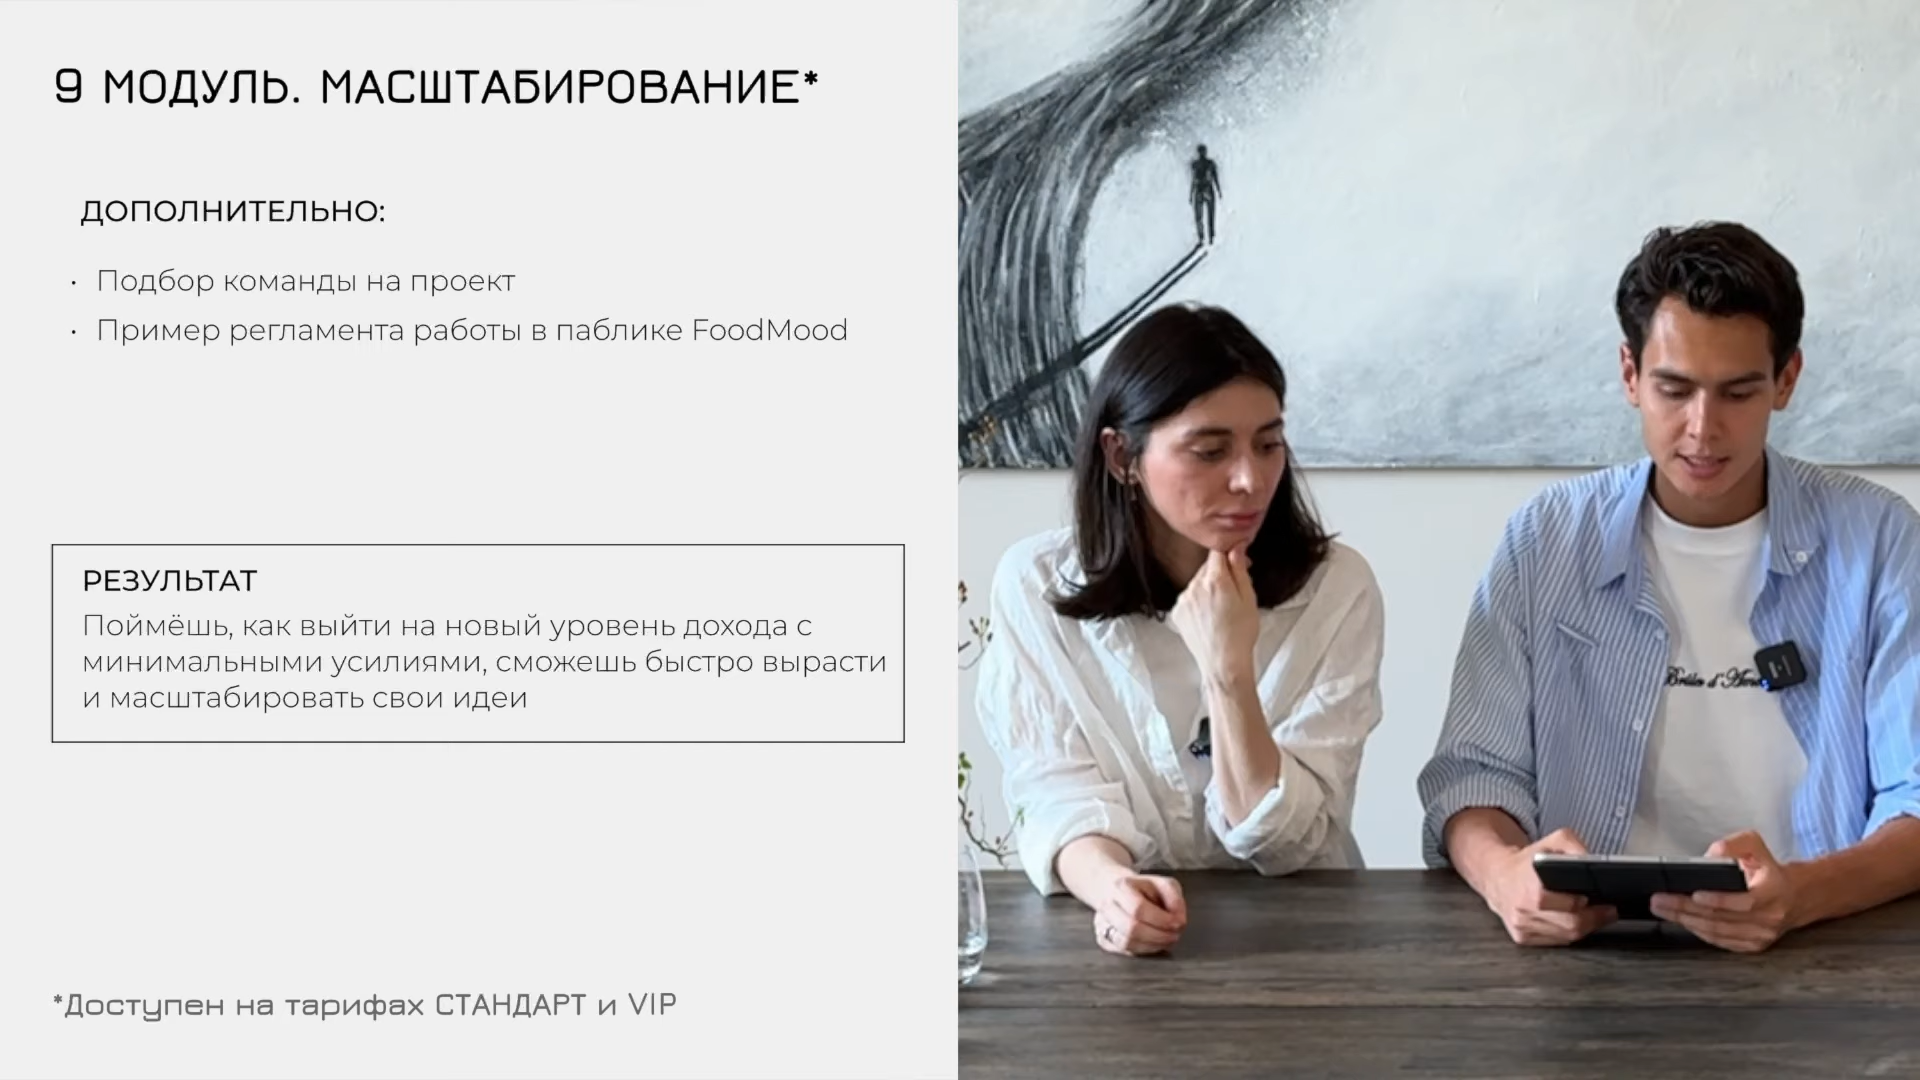 9 МОДУЛЬ. МАСШТАБИРОВАНИЕ*
ДОПОЛНИТЕЛЬНО:
· Подбор команды на проект
· Пример регламента работы в паблике FoodMood
РЕЗУЛЬТАТ
Поймёшь, как выйти на новый уровень дохода с
минимальными усилиями, сможешь быстро вырасти
и масштабировать свои идеи
*Доступен на тарифах СТАНДАРТ и VIP